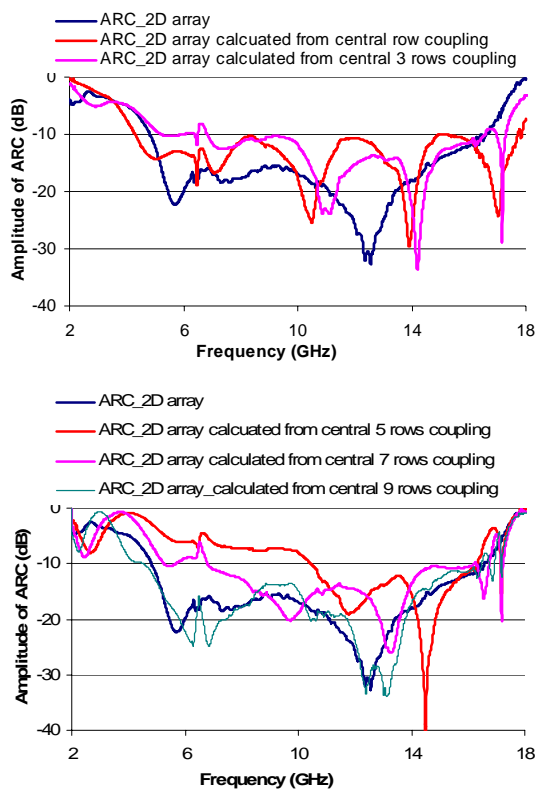 ARC_2D array
ARC_2D array calcuated from central row coupling
ARC_2D array calculated from central 3 rows coupling
Amplitude of ARC (dB)
0
-10
-20
-30
-40
2
6
10
14
18
Frequency (GHz)
ARC_2D array
ARC_2D array calcuated from central 5 rows coupling
ARC_2D array calculated from central 7 rows coupling
ARC_2D array_calculated from central 9 rows coupling
Amplitude of ARC (dB)
0
-10
-20
-30
-40
2
6
10
14
18
Frequency (GHz)